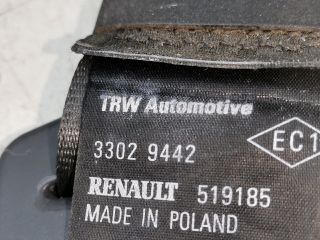 TRW Automotive
EC1
3302 9442
RENAULT 519185
MADE IN POLAND